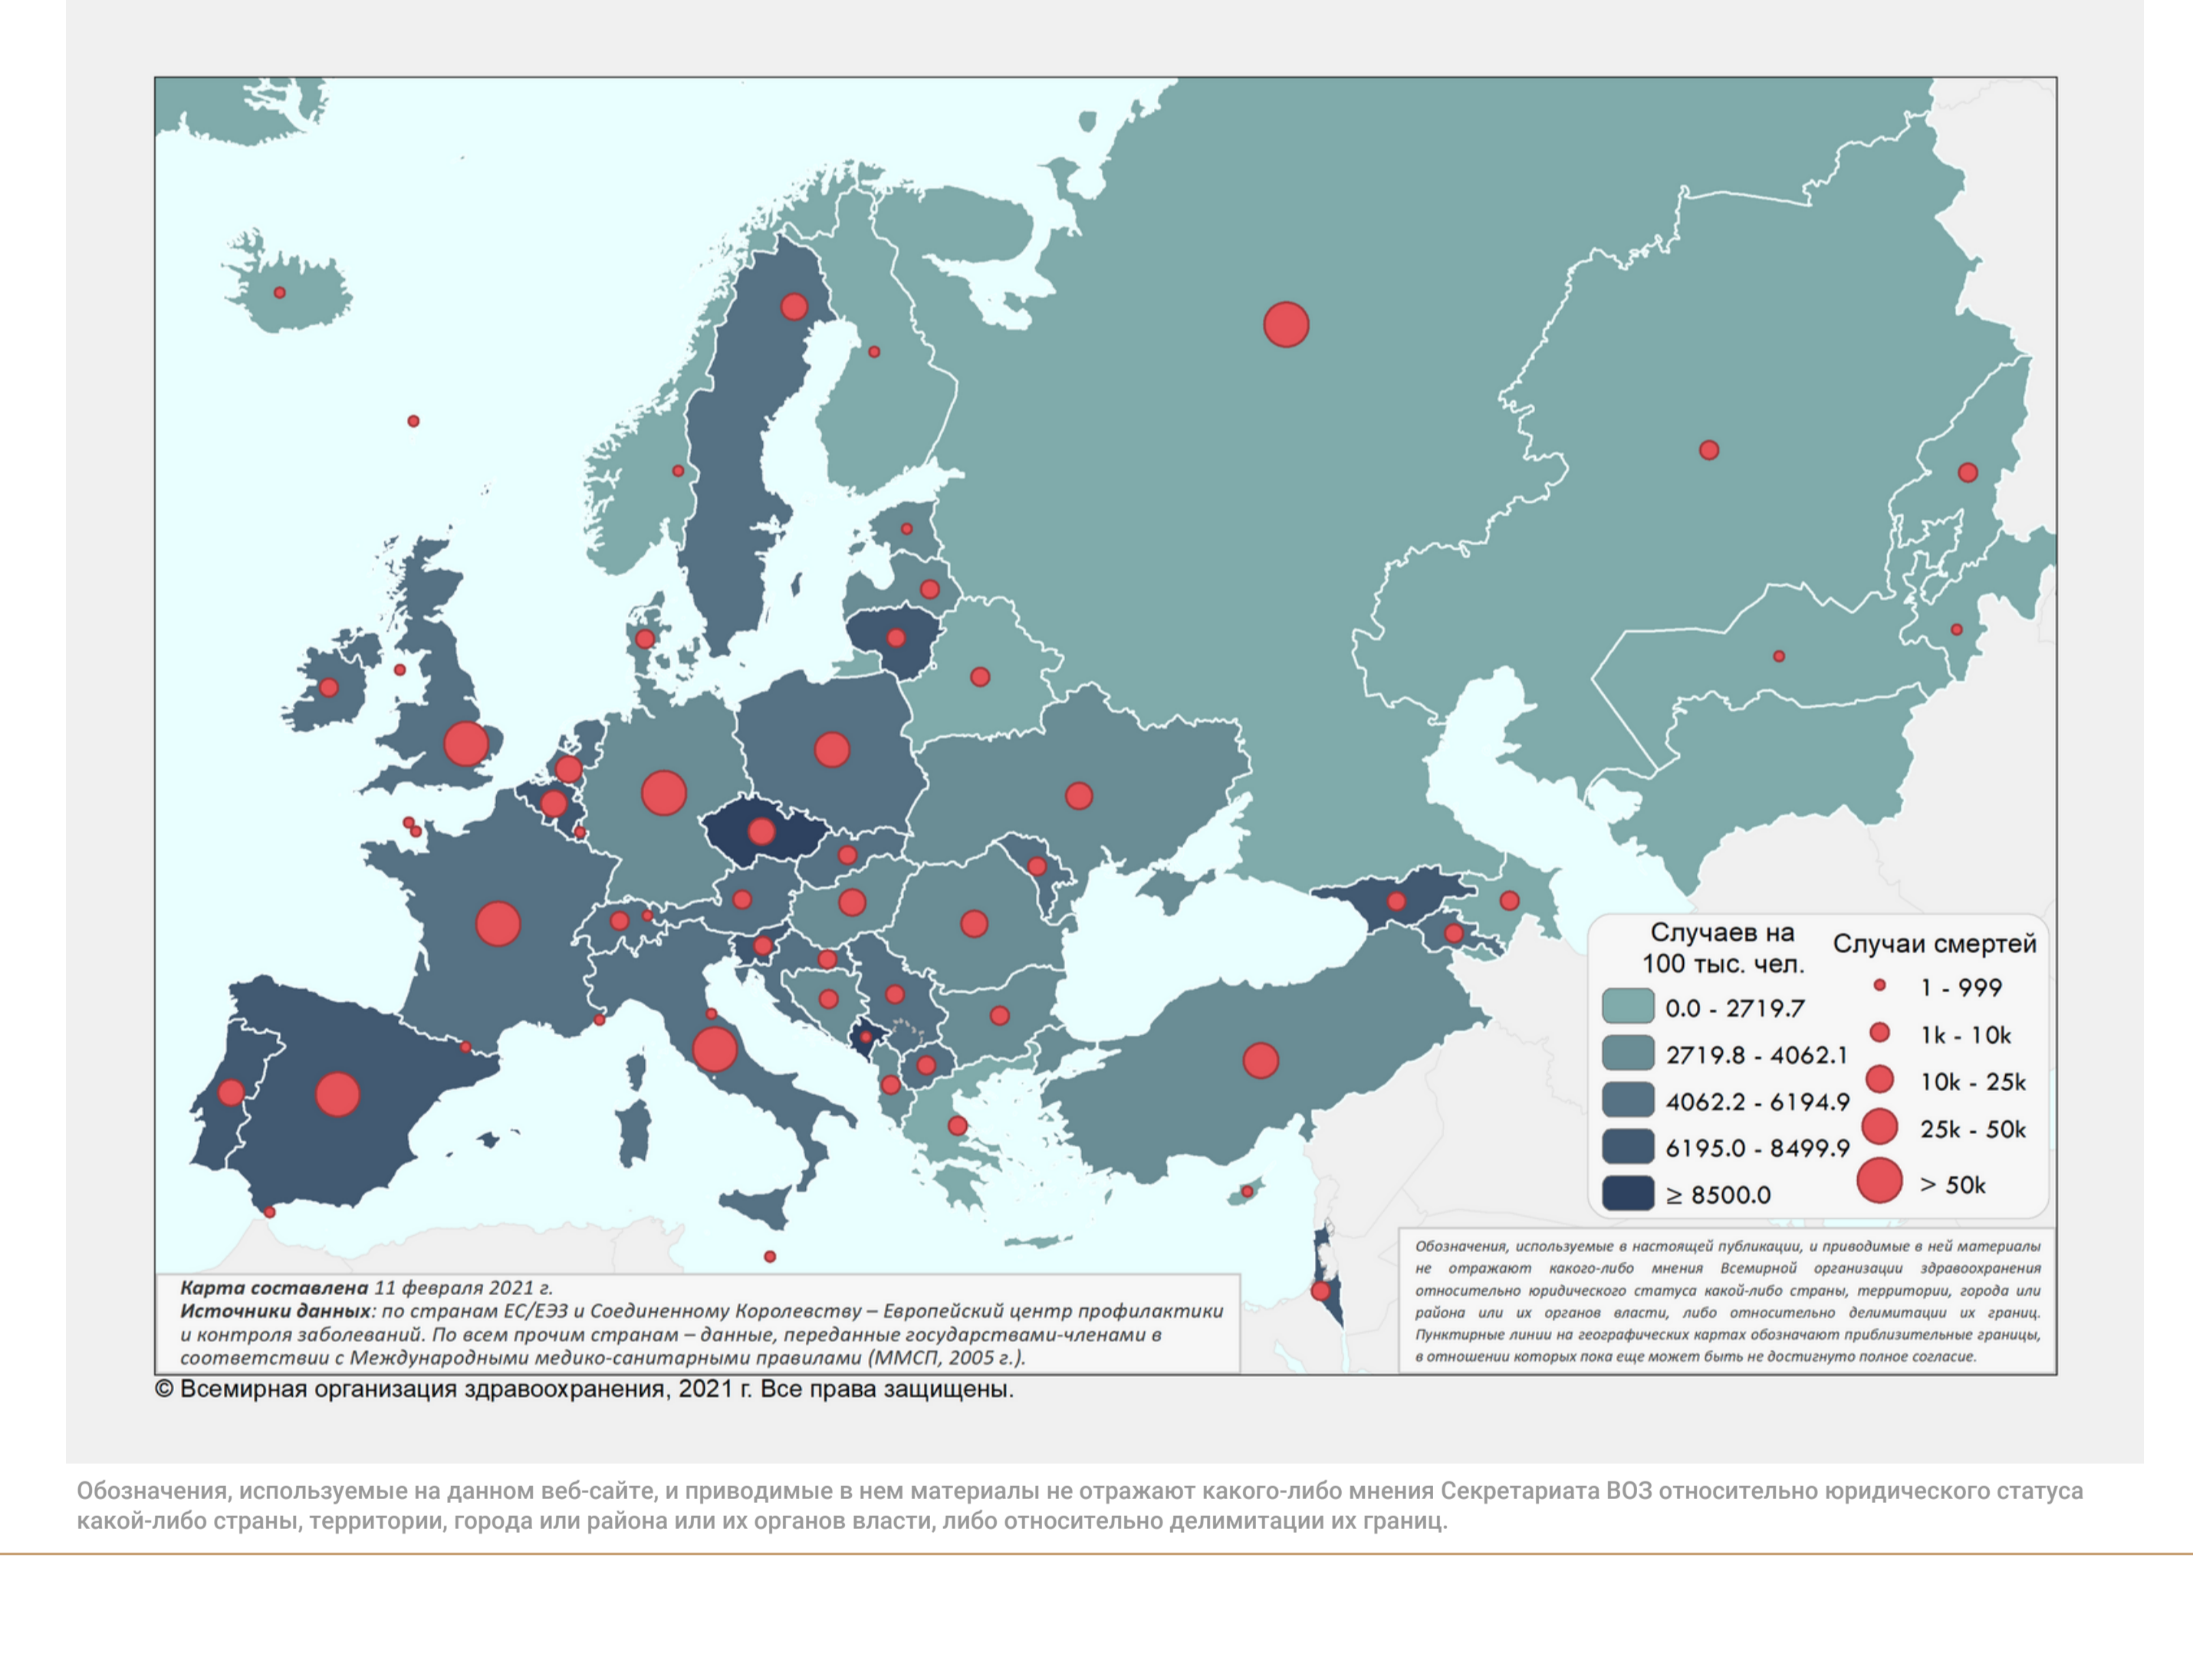 Случаев на
100 тыс. чел.
0.0 - 2719.7
2719.8 - 4062.1
4062.2 - 6194.9
6195.0 - 8499.9
≥ 8500.0
Случаи смертей
1 - 999
1k - 10k
10k - 25k
25k - 50k
> 50k
Обозначения, используемые в настоящей публикации, и приводимые в ней материалы
не отражают какого-либо мнения Всемирной организации здравоохранения
относительно юридического статуса какой-либо страны, территории, города или
района или их органов власти, либо относительно делимитации их границ.
Пунктирные линии на географических картах обозначают приблизительные границы,
в отношении которых пока еще может быть не достигнуто полное согласие.
Карта составлена 11 февраля 2021 г.
Источники данных: по странам ЕС/ЕЭЗ и Соединенному Королевству – Европейский центр профилактики
и контроля заболеваний. По всем прочим странам – данные, переданные государствами-членами в
соответствии с Международными медико-санитарными правилами (ММСП, 2005 г.).
© Всемирная организация здравоохранения, 2021 г. Все права защищены.
Обозначения, используемые на данном веб-сайте, и приводимые в нем материалы не отражают какого-либо мнения Секретариата ВОЗ относительно юридического статуса
какой-либо страны, территории, города или района или их органов власти, либо относительно делимитации их границ.